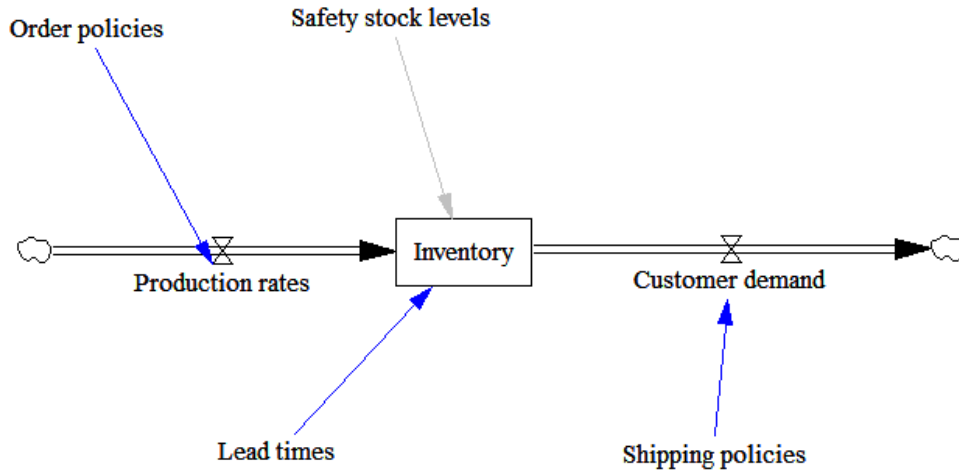 Order policies
Safety stock levels
Inventory
Production rates
Customer demand
Lead times
Shipping policies